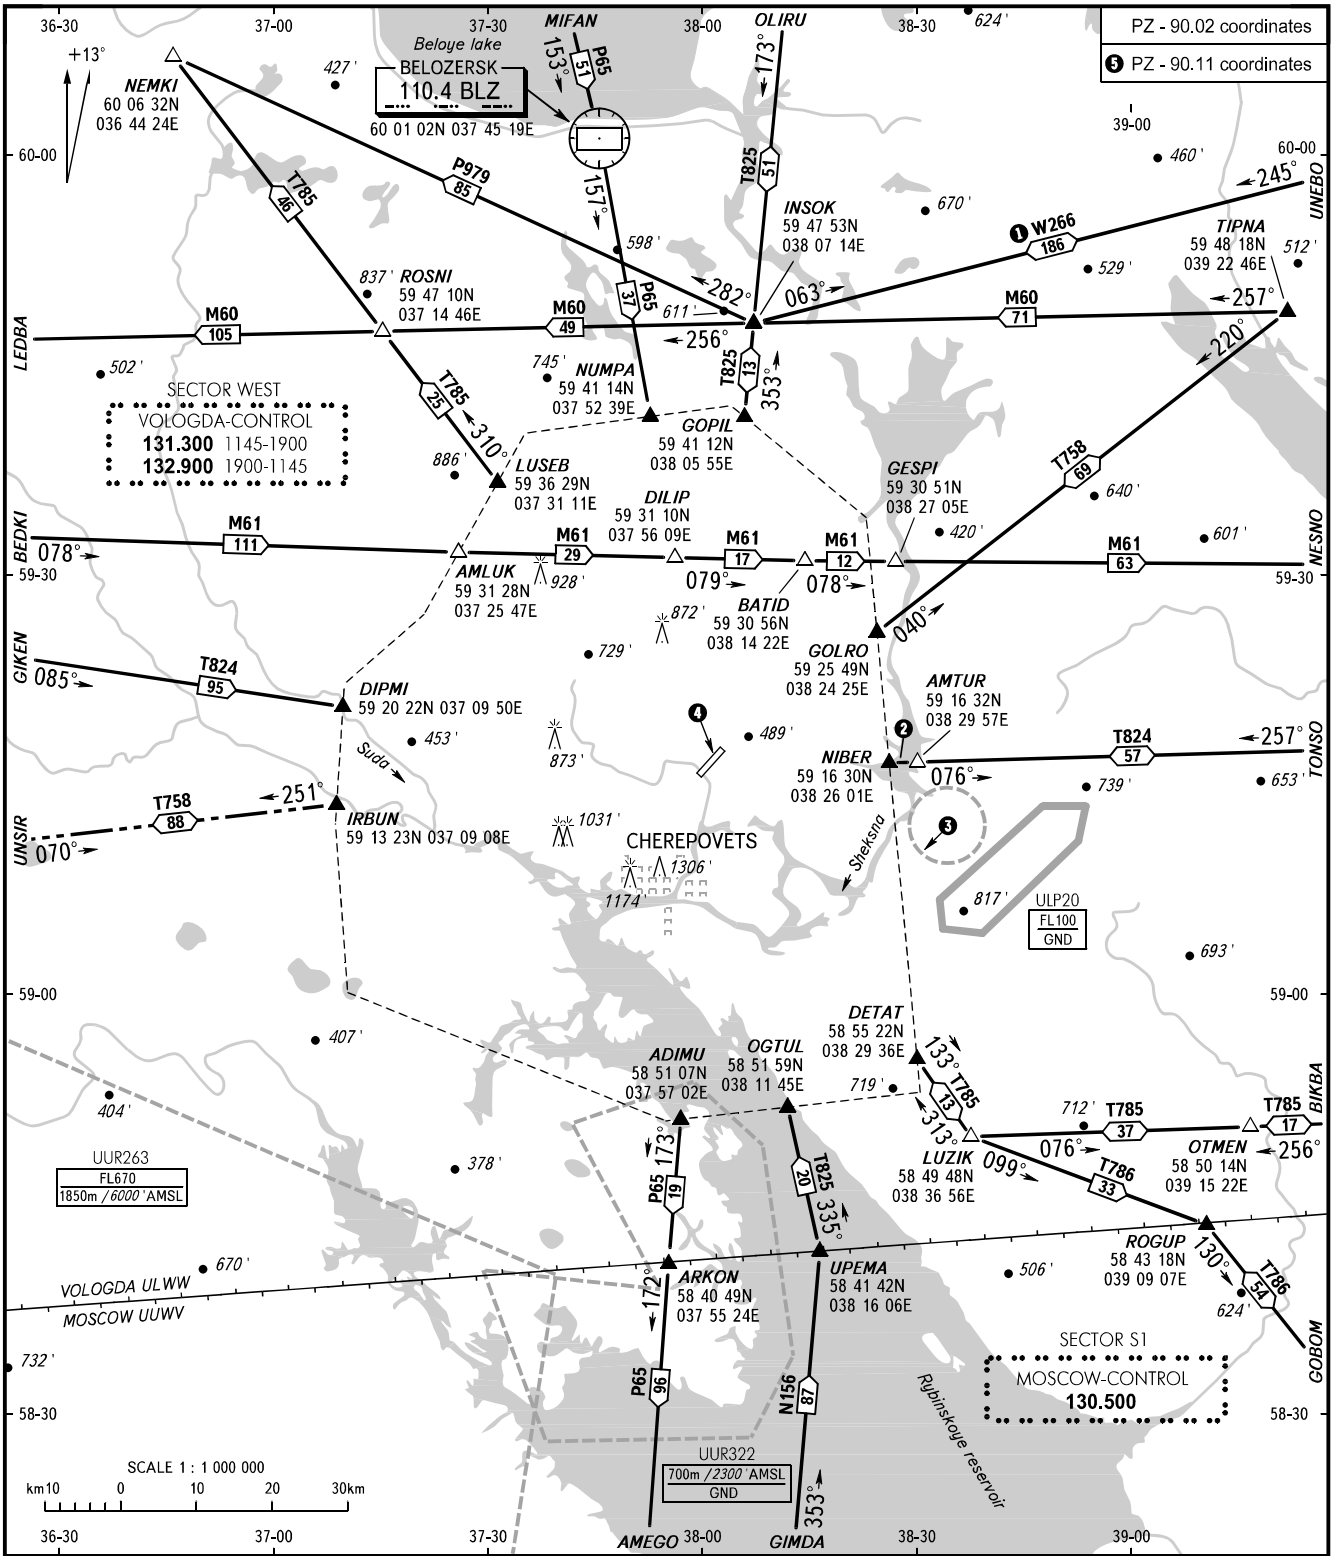 36-30
37-00
37-30
38-00
38-30
MIFAN
OLIRU
624'
PZ - 90.02 coordinates
5 PZ - 90.11 coordinates
+13°
NEMKI
60 06 32N
036 44 24E
427'
Beloye lake
BELOZERSK
110.4 BLZ
60 01 02N 037 45 19E
153°
51
P65
173°
T825
51
39-00
60-00
460'
60-00
T785
46
P979
85
157°
598'
37
P65
670'
INSOK
59 47 53N
038 07 14E
245°
UNEBO
1 W266
186
TIPNA
59 48 18N
039 22 46E
512'
529'
837'
ROSNI
59 47 10N
037 14 46E
282°
063°
611'
257°
LEDBA
M60
105
M60
49
256°
M60
71
220°
502'
SECTOR WEST
VOLOGDA-CONTROL
131.300 1145-1900
132.900 1900-1145
T785
25
310°
745'
NUMPA
59 41 14N
037 52 39E
T825
13
353°
GOPIL
59 41 12N
038 05 55E
886'
LUSEB
59 36 29N
037 31 11E
GESPI
59 30 51N
038 27 05E
T758
69
640'
DILIP
59 31 10N
037 56 09E
420'
601'
BEDKI
078°
M61
111
M61
29
M61
17
M61
12
M61
63
NESNO
59-30
59-30
AMLUK
59 31 28N
037 25 47E
928'
079°
078°
BATID
59 30 56N
038 14 22E
872'
040°
729'
GOLRO
59 25 49N
038 24 25E
GIKEN
085°
T824
95
DIPMI
59 20 22N 037 09 50E
AMTUR
59 16 32N
038 29 57E
453'
Suda
873'
4
489'
2
NIBER
59 16 30N
038 26 01E
076°
T824
57
257°
TONSO
739'
653'
UNSIR
070°
T758
88
251°
IRBUN
59 13 23N 037 09 08E
1031'
CHEREPOVETS
1306'
1174'
Sheksna
3
817'
ULP20
FL100
GND
693'
59-00
59-00
407'
DETAT
58 55 22N
038 29 36E
133°
ADIMU
58 51 07N
037 57 02E
OGTUL
58 51 59N
038 11 45E
719'
T785
13
313°
404'
712'
T785
37
T785
17
BIKBA
076°
256°
OTMEN
58 50 14N
039 15 22E
LUZIK
58 49 48N
038 36 56E
099°
T786
33
UUR263
FL670
1850m / 6000' AMSL
378'
173°
P65
19
T825
20
335°
670'
VOLOGDA ULWW
MOSCOW UUWV
172°
ARKON
58 40 49N
037 55 24E
UPEMA
58 41 42N
038 16 06E
ROGUP
58 43 18N
039 09 07E
130°
T786
54
506'
624'
GOBOM
732'
P65
96
N156
87
SECTOR S1
MOSCOW-CONTROL
130.500
58-30
58-30
Rybinskoye reservoir
SCALE 1 : 1 000 000
km10 0 10 20 30km
UUR322
700m / 2300' AMSL
GND
353°
36-30
37-00
37-30
AMEGO
38-00
GIMDA
38-30
39-00